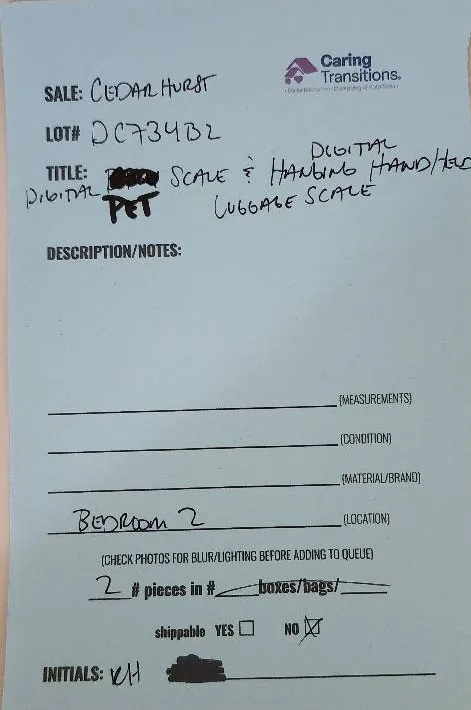 Caring
Transitions®
SALE: CEDARHURST
LOT# DC734B2
DIGITAL
TITLE: SCALE & HANGING HAND/HELD
DIGITAL PET LUGGAGE SCALE
DESCRIPTION/NOTES:
(MEASUREMENTS)
(CONDITION)
(MATERIAL/BRAND)
BEDROOM 2 (LOCATION)
(CHECK PHOTOS FOR BLUR/LIGHTING BEFORE ADDING TO QUEUE)
2 # pieces in # boxes/bags/
shippable YES ☐ NO ☒
INITIALS: KH